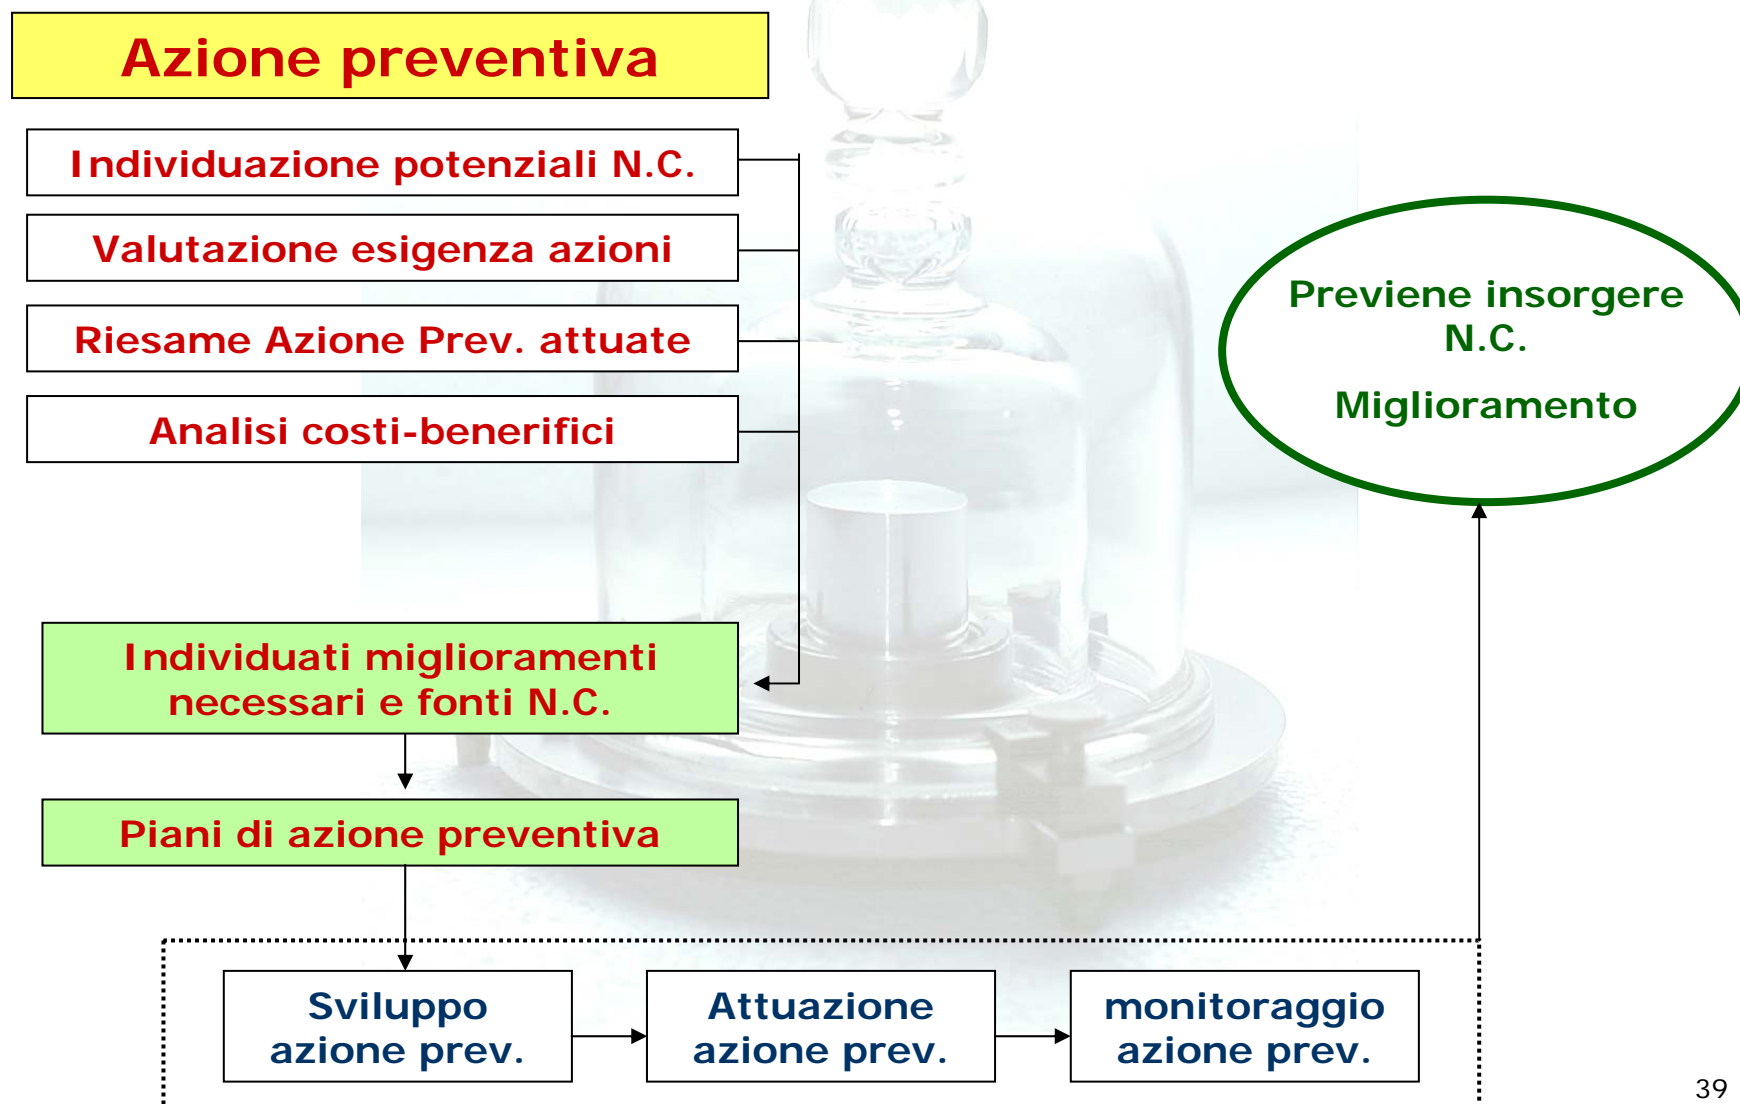 Azione preventiva
Individuazione potenziali N.C.
Valutazione esigenza azioni
Riesame Azione Prev. attuate
Analisi costi-benerifici
Previene insorgere
N.C.
Miglioramento
Individuati miglioramenti
necessari e fonti N.C.
Piani di azione preventiva
Sviluppo
azione prev.
Attuazione
azione prev.
monitoraggio
azione prev.
39